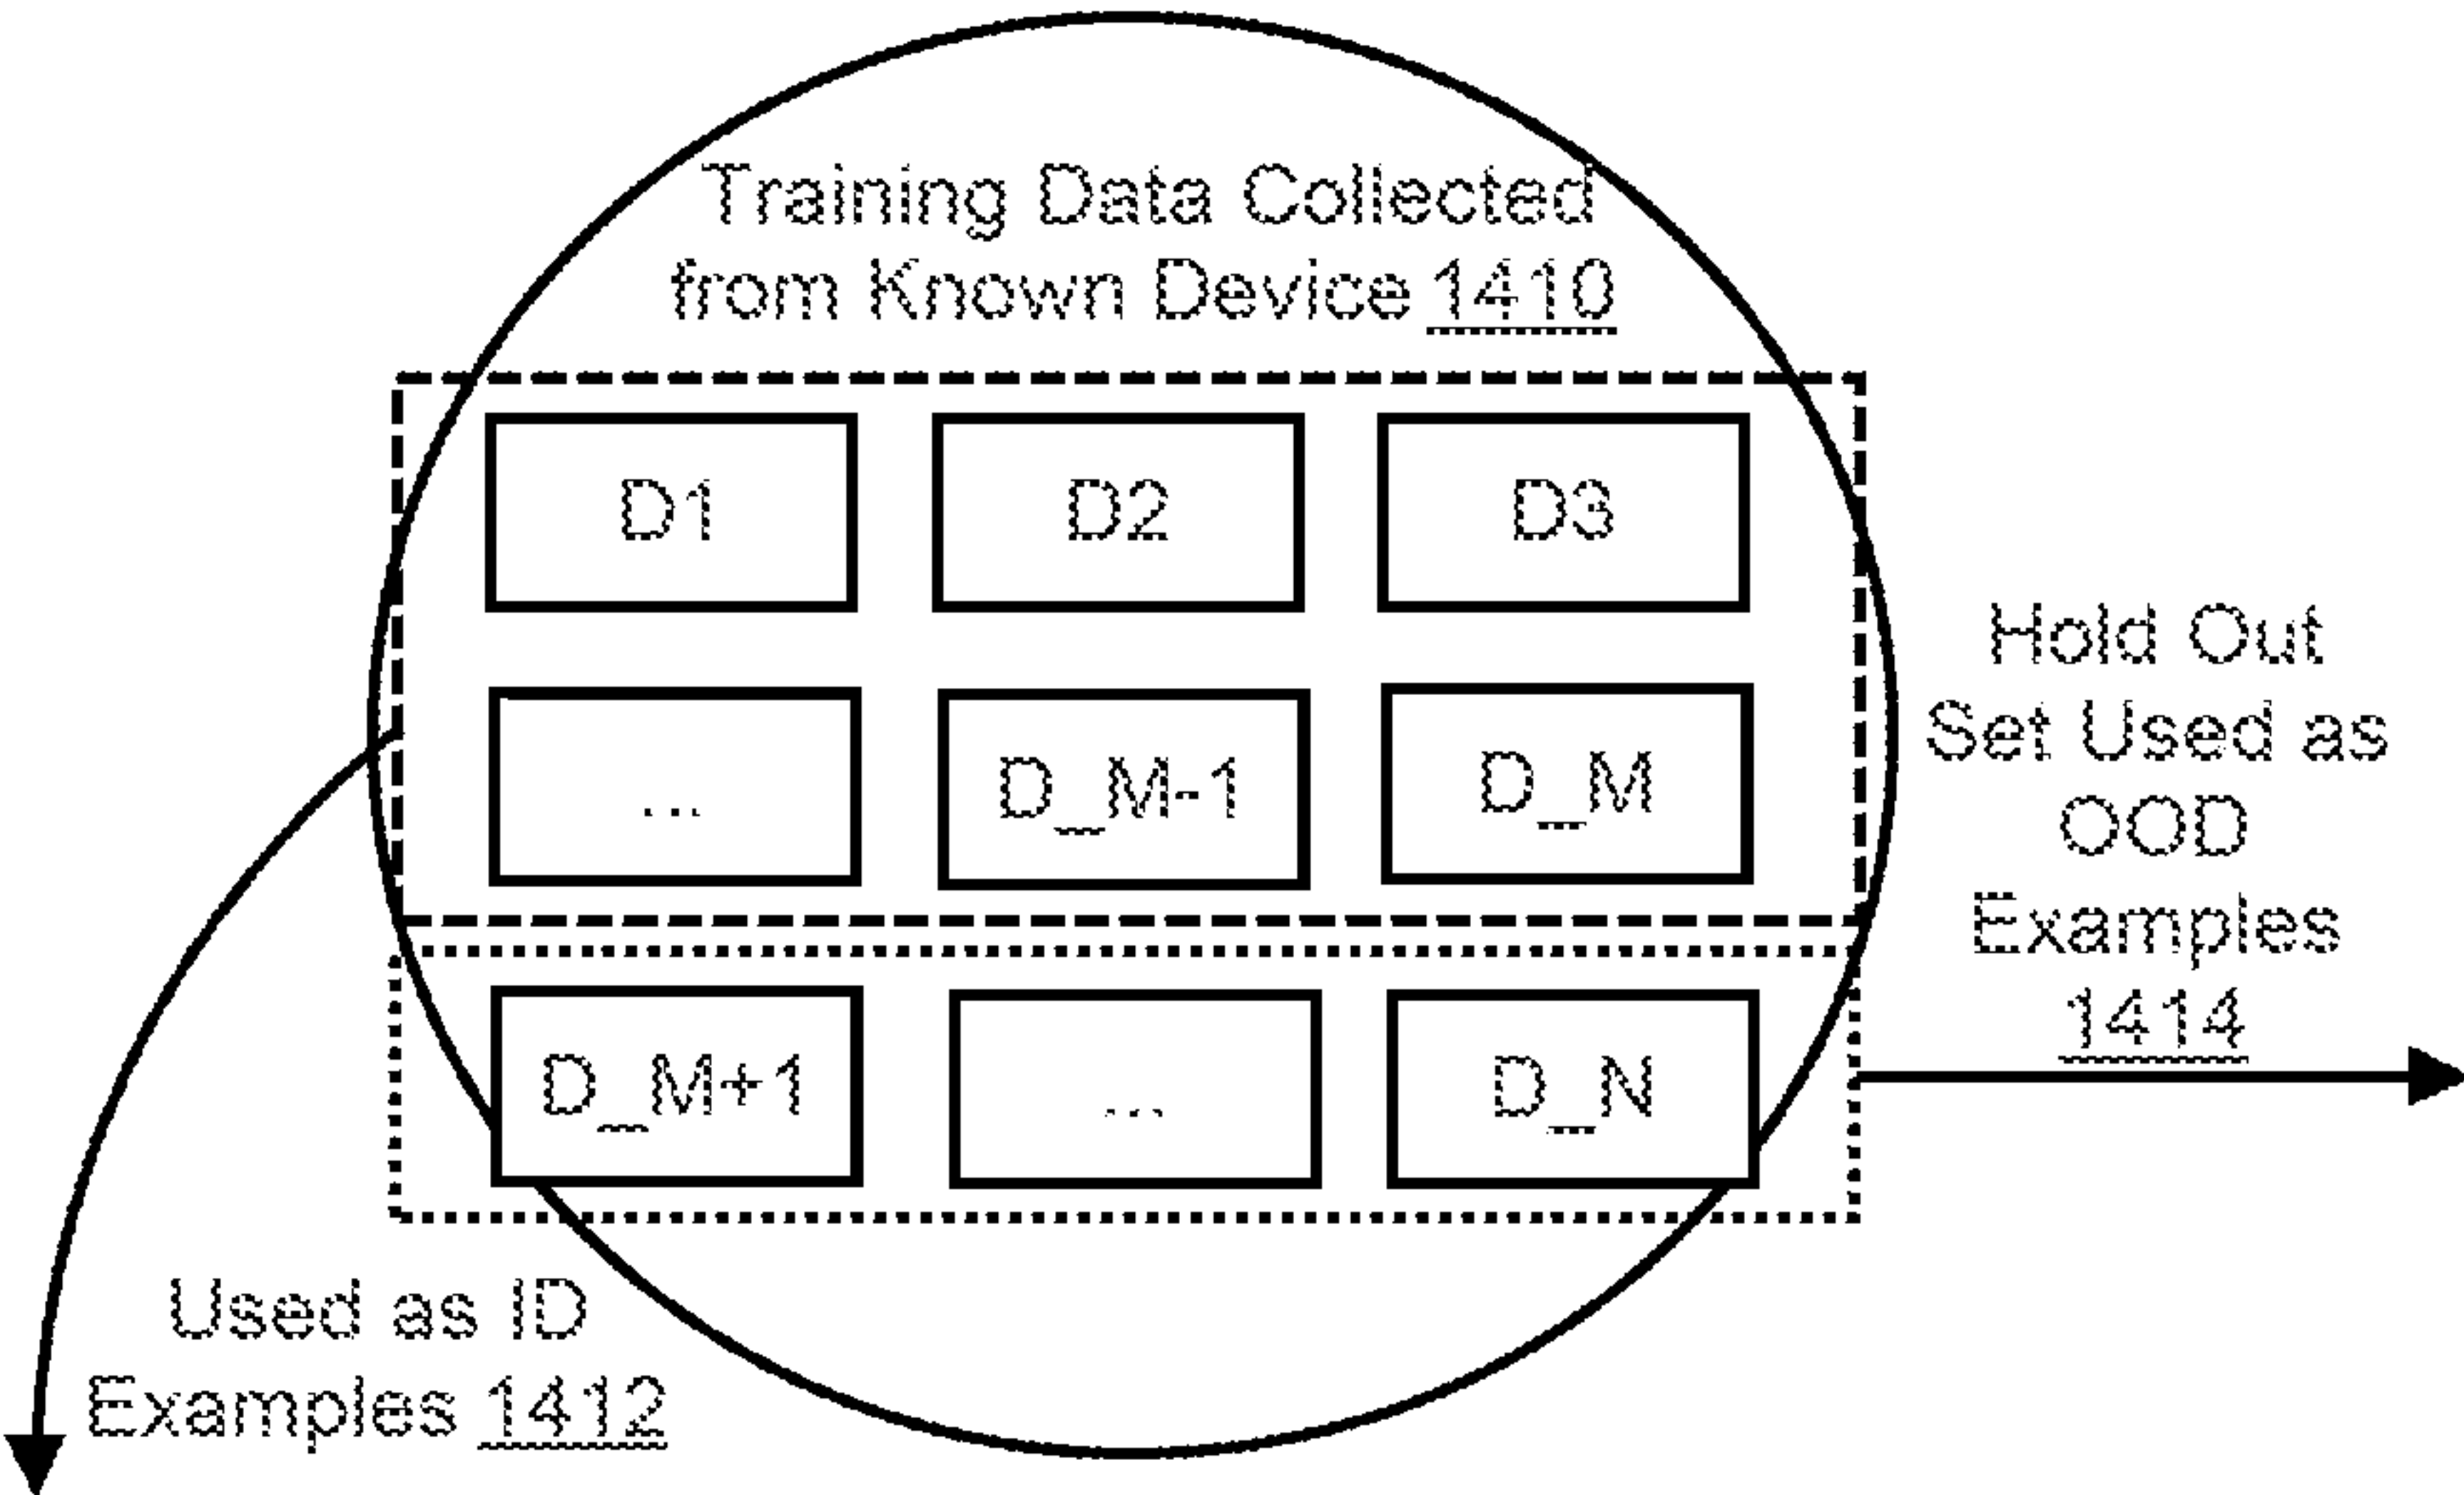 Training Data Collected
from Known Device 1410
D1
D2
D3
...
D_M-1
D_M
D_M+1
...
D_N
Hold Out
Set Used as
OOD
Examples
1414
Used as ID
Examples 1412